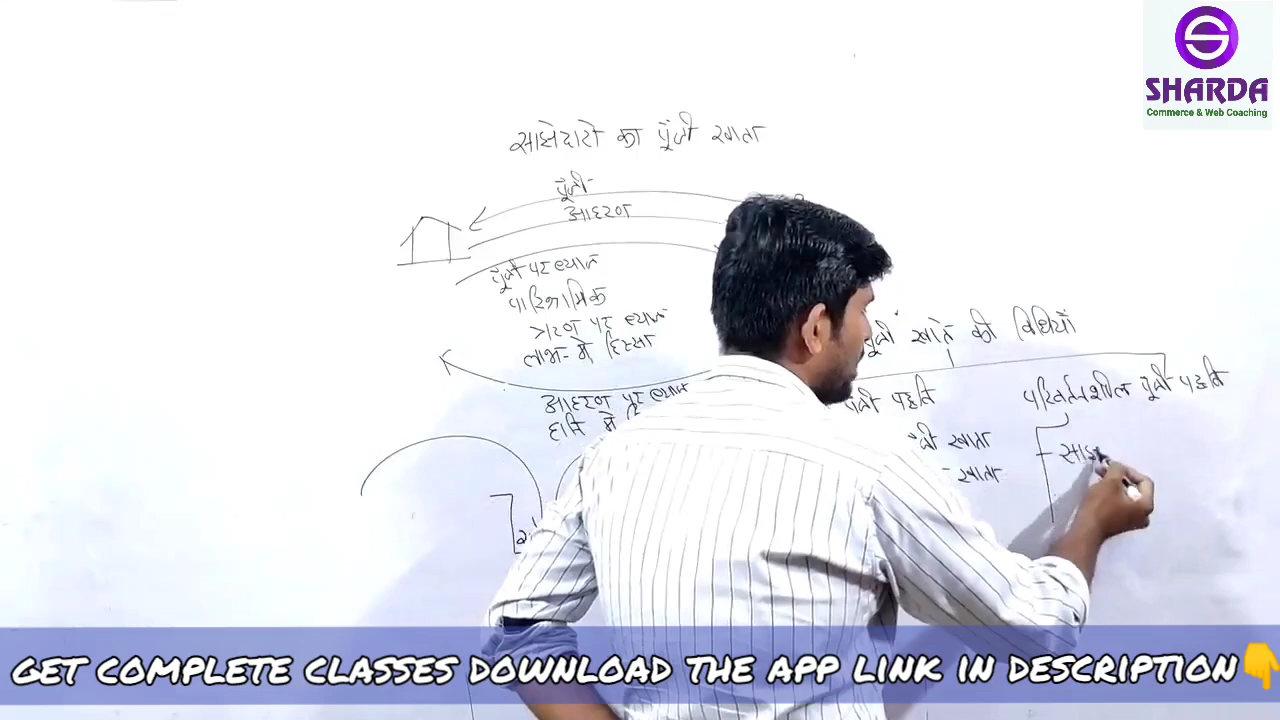 SHARDA
Commerce & Web Coaching
साझेदारों का पूँजी खाता
पूँजी
आहरण
पूँजी पर ब्याज
पारिश्रमिक
ऋण पर ब्याज
लाभ में हिस्सा
पूँजी खाते की विधियाँ
आहरण पर ब्याज
हानि में
पूंजी पद्धति
परिवर्तनशील पूंजी पद्धति
खाता
खाता
साझ
GET COMPLETE CLASSES DOWNLOAD THE APP LINK IN DESCRIPTION👇